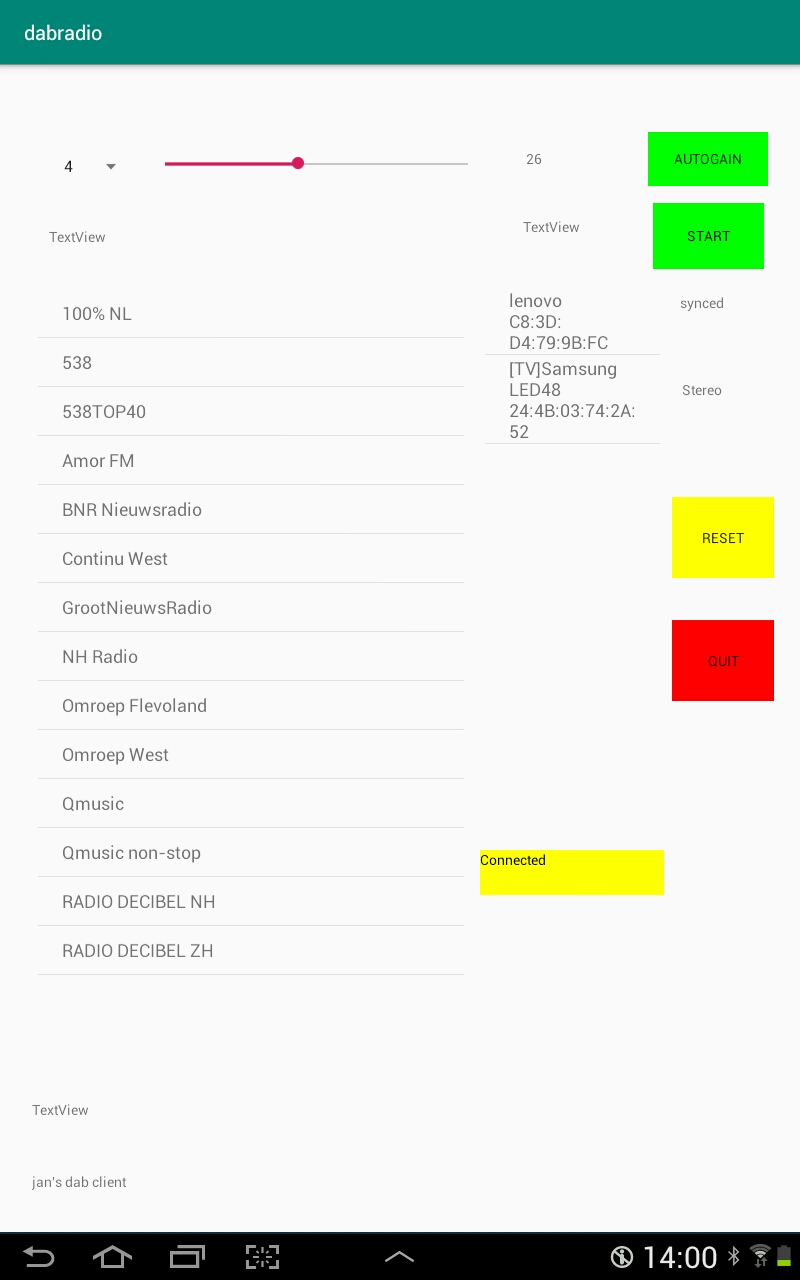 dabradio
4
26
AUTOGAIN
TextView
TextView
START
100% NL
538
538TOP40
Amor FM
BNR Nieuwsradio
Continu West
GrootNieuwsRadio
NH Radio
Omroep Flevoland
Omroep West
Qmusic
Qmusic non-stop
RADIO DECIBEL NH
RADIO DECIBEL ZH
lenovo
C8:3D:
D4:79:9B:FC
[TV]Samsung
LED48
24:4B:03:74:2A:
52
synced
Stereo
RESET
QUIT
Connected
TextView
jan's dab client
14:00